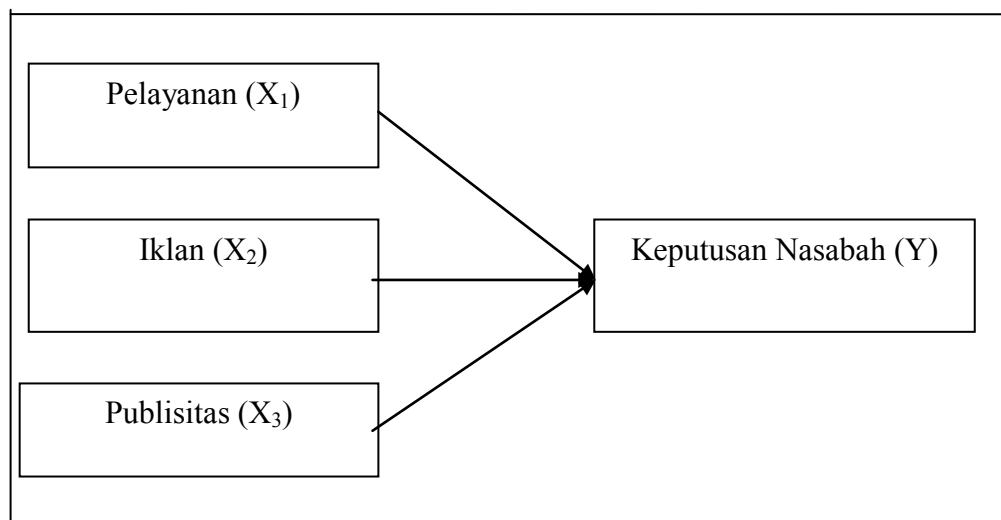 Pelayanan (X₁)
Iklan (X₂)
Keputusan Nasabah (Y)
Publisitas (X₃)